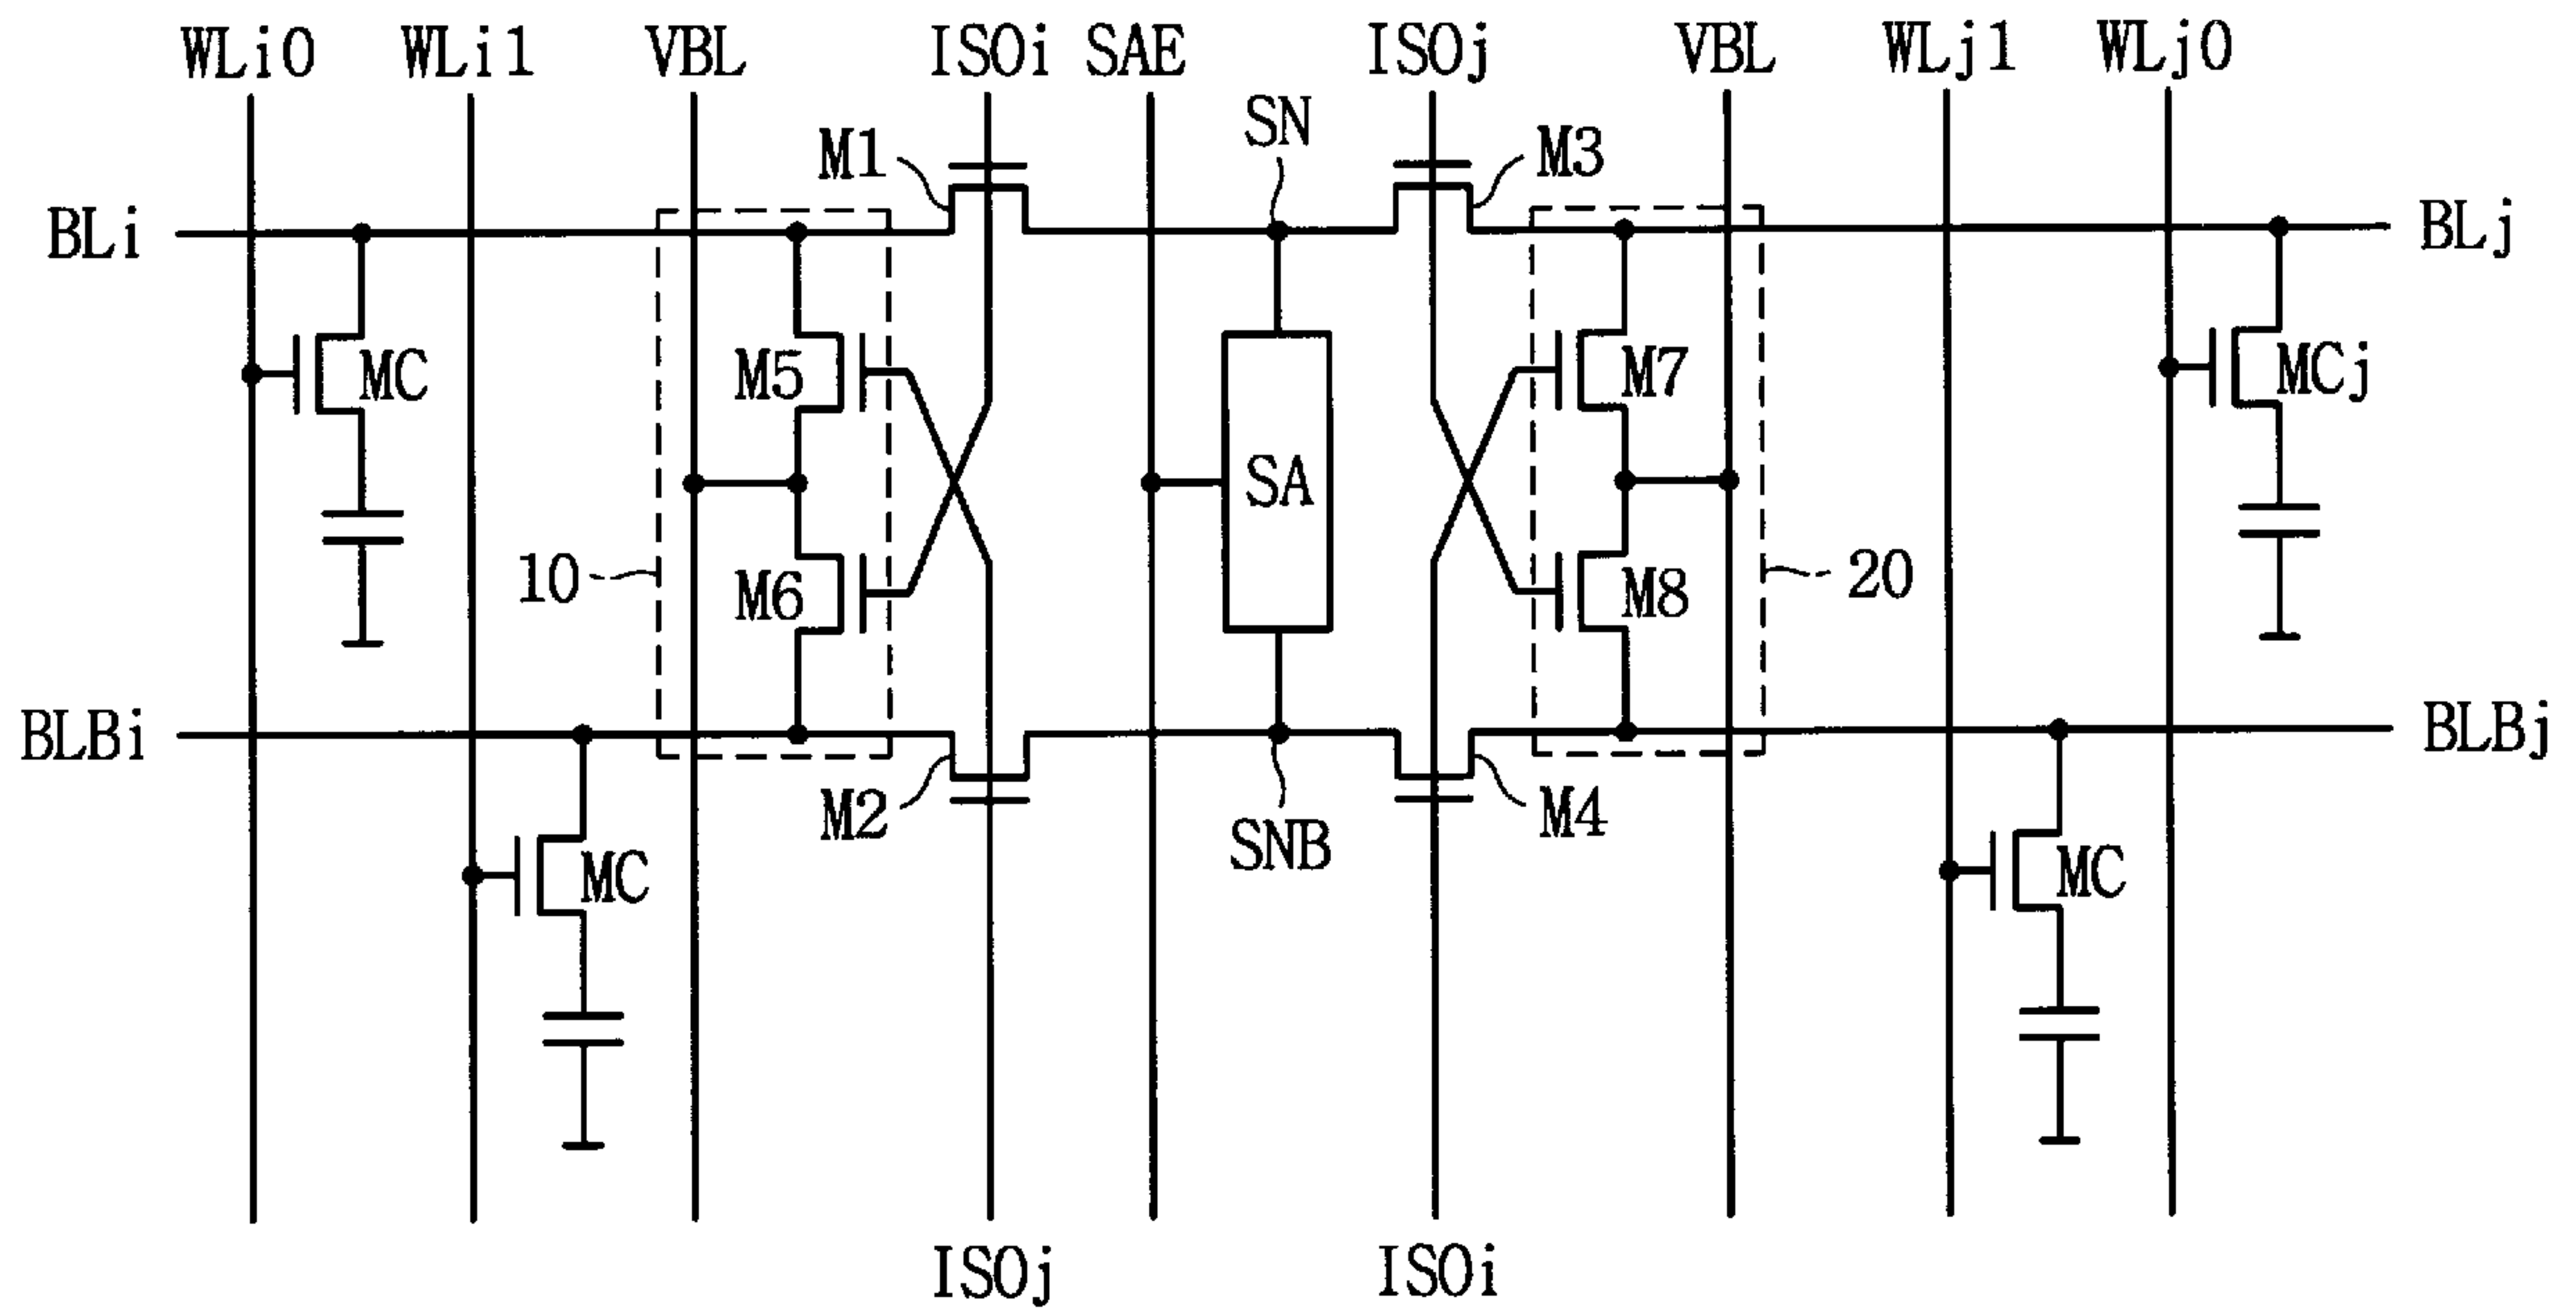 WLi0 WLi1 VBL ISOi SAE ISOj VBL WLj1 WLj0
M1 SN M3
BLi BLj
MC M5 SA M7 MCj
10 M6 M8 20
BLBi BLBj
M2 SNB M4
MC MC
ISOj ISOi